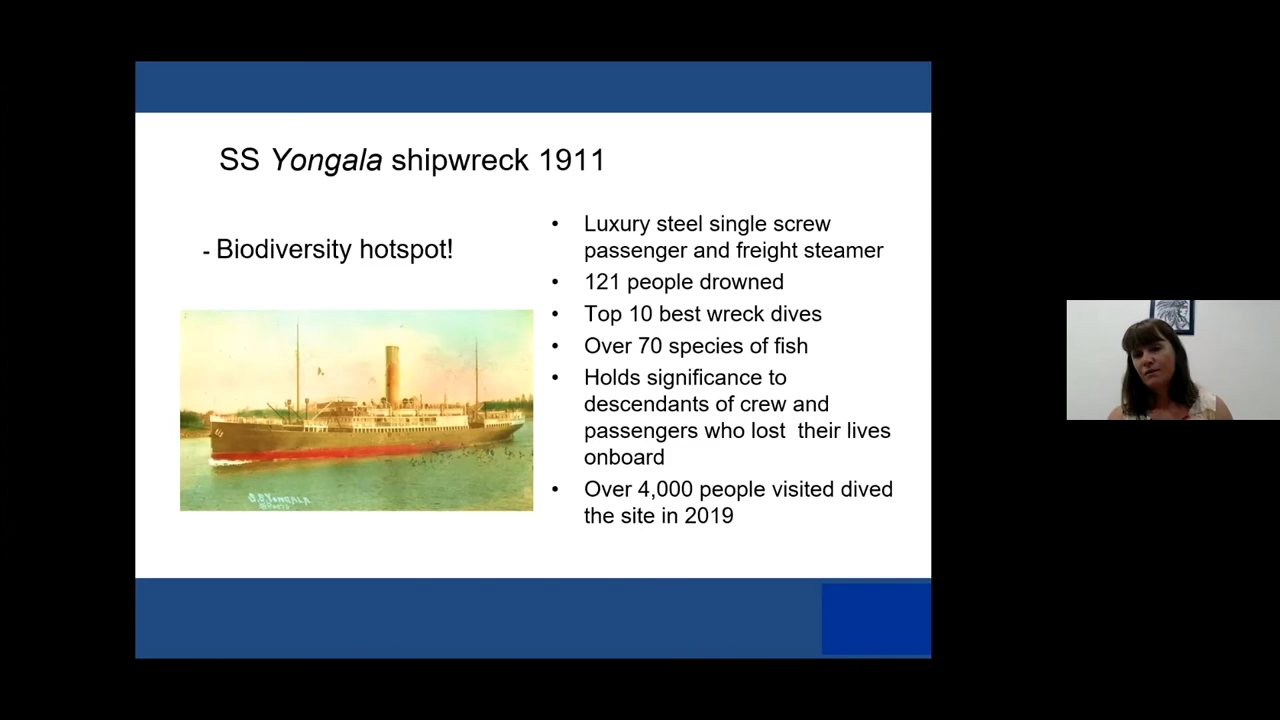 SS Yongala shipwreck 1911
- Biodiversity hotspot!
S.S. YONGALA
• Luxury steel single screw
passenger and freight steamer
• 121 people drowned
• Top 10 best wreck dives
• Over 70 species of fish
• Holds significance to
descendants of crew and
passengers who lost  their lives
onboard
• Over 4,000 people visited dived
the site in 2019